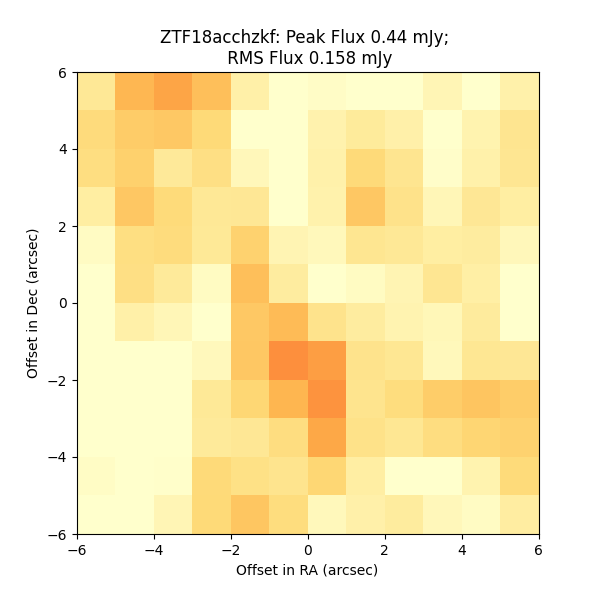 ZTF18acchzkf: Peak Flux 0.44 mJy;
RMS Flux 0.158 mJy
6
4
2
0
−2
−4
−6
Offset in Dec (arcsec)
−6 −4 −2 0 2 4 6
Offset in RA (arcsec)